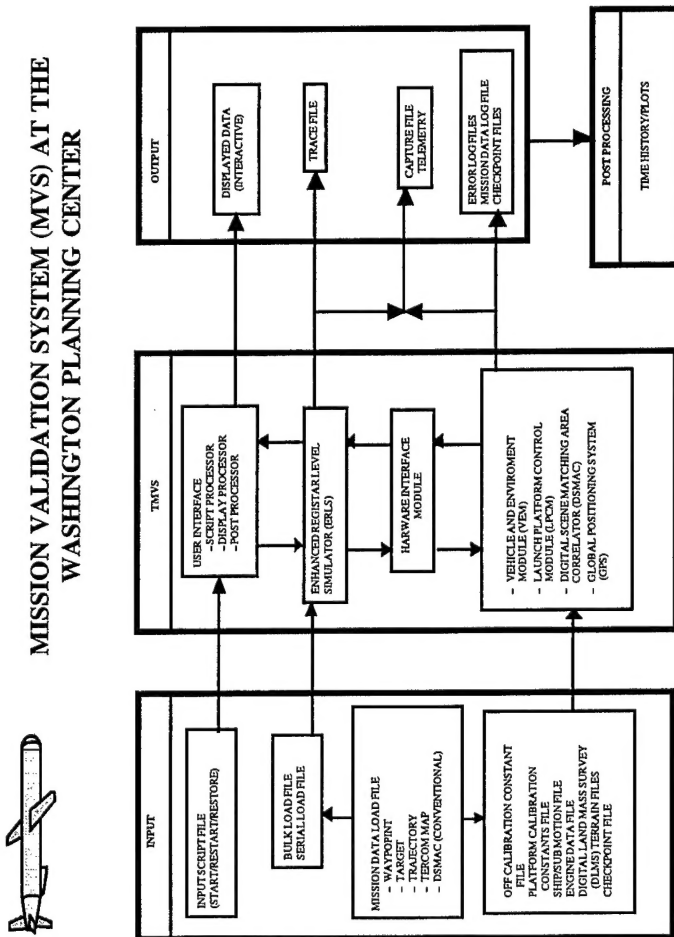 MISSION VALIDATION SYSTEM (MVS) AT THE
WASHINGTON PLANNING CENTER
INPUT
INPUT SCRIPT FILE
(START/RESTART/RESTORE)
BULK LOAD FILE
SERIAL LOAD FILE
MISSION DATA LOAD FILE
- WAYPOPINT
- TARGET
- TRAJECTORY
- TERCOM MAP
- DSMAC (CONVENTIONAL)
OFF CALIBRATION CONSTANT
FILE
PLATFORM CALIBRATION
CONSTANTS FILE
SHIP/SUB MOTION FILE
ENGINE DATA FILE
DIGITAL LAND MASS SURVEY
(DLMS) TERRAIN FILES
CHECKPOINT FILE
TMVS
USER INTERFACE
-SCRIPT PROCESSOR
-DISPLAY PROCESSOR
-POST PROCESSOR
ENHANCED REGISTAR LEVEL
SIMULATOR (ERLS)
HARWARE INTERFACE
MODULE
- VEHICLE AND ENVIROMENT
MODULE (VEM)
- LAUNCH PLATFORM CONTROL
MODULE (LPCM)
- DIGITAL SCENE MATCHING AREA
CORRELATOR (DSMAC)
- GLOBAL POSITIONING SYSTEM
(GPS)
OUTPUT
DISPLAYED DATA
(INTERACTIVE)
TRACE FILE
CAPTURE FILE
TELEMETRY
ERROR LOG FILES
MISSION DATA LOG FILE
CHECKPOINT FILES
POST PROCESSING
TIME HISTORY/PLOTS